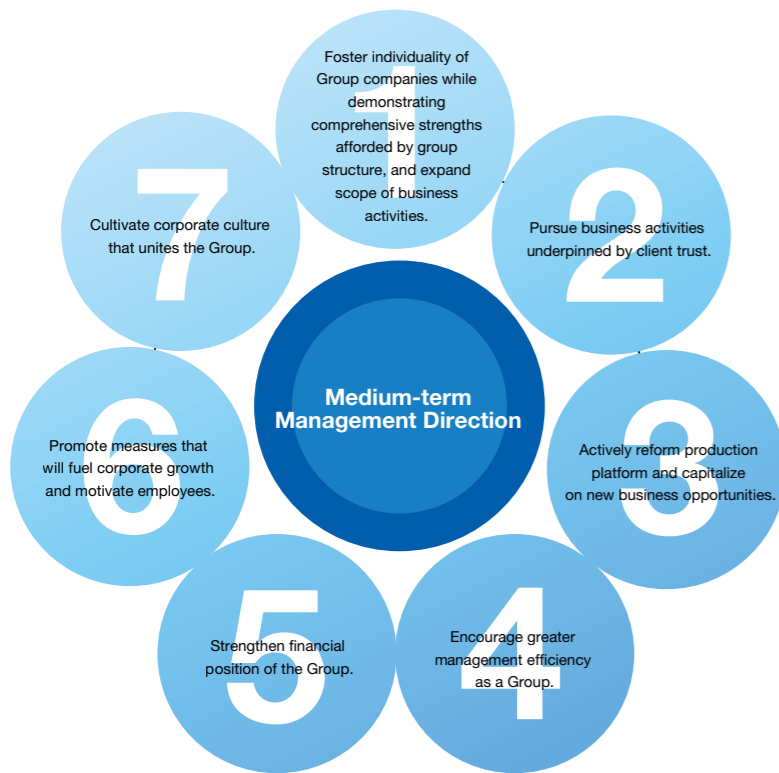 1
Foster individuality of
Group companies while
demonstrating
comprehensive strengths
afforded by group
structure, and expand
scope of business
activities.
2
Pursue business activities
underpinned by client trust.
3
Actively reform production
platform and capitalize
on new business opportunities.
4
Encourage greater
management efficiency
as a Group.
5
Strengthen financial
position of the Group.
6
Promote measures that
will fuel corporate growth
and motivate employees.
7
Cultivate corporate culture
that unites the Group.
Medium-term
Management Direction